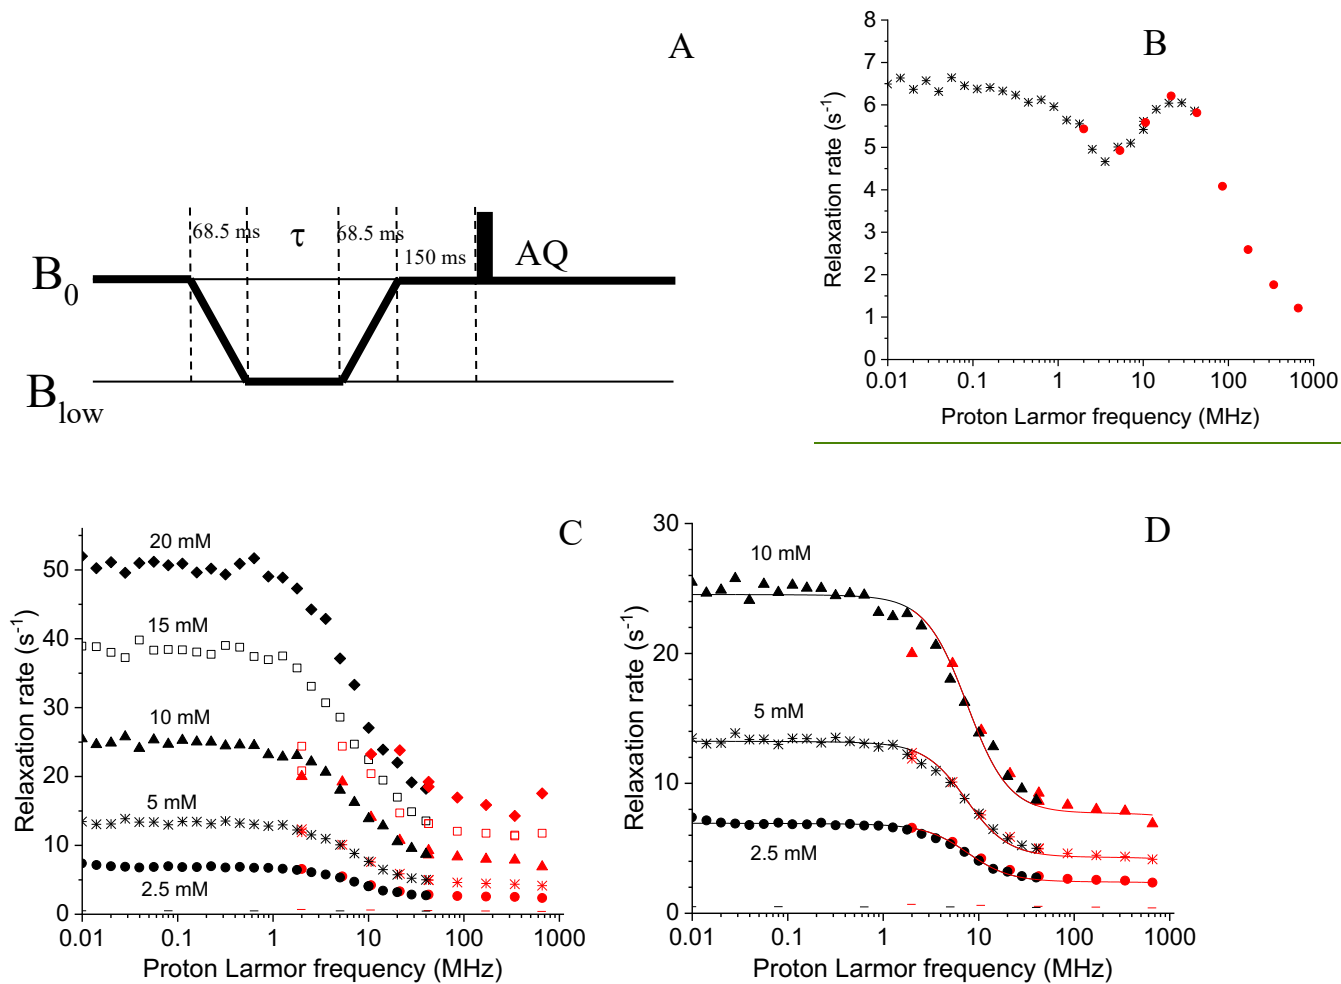 A
68.5 ms
τ
68.5 ms
150 ms
AQ
B0
Blow
B
8
7
6
5
4
3
2
1
0
0.01
0.1
1
10
100
1000
Relaxation rate (s-1)
Proton Larmor frequency (MHz)
C
50
40
30
20
10
0
20 mM
15 mM
10 mM
5 mM
2.5 mM
0.01
0.1
1
10
100
1000
Relaxation rate (s-1)
Proton Larmor frequency (MHz)
D
30
20
10
0
10 mM
5 mM
2.5 mM
0.01
0.1
1
10
100
1000
Relaxation rate (s-1)
Proton Larmor frequency (MHz)